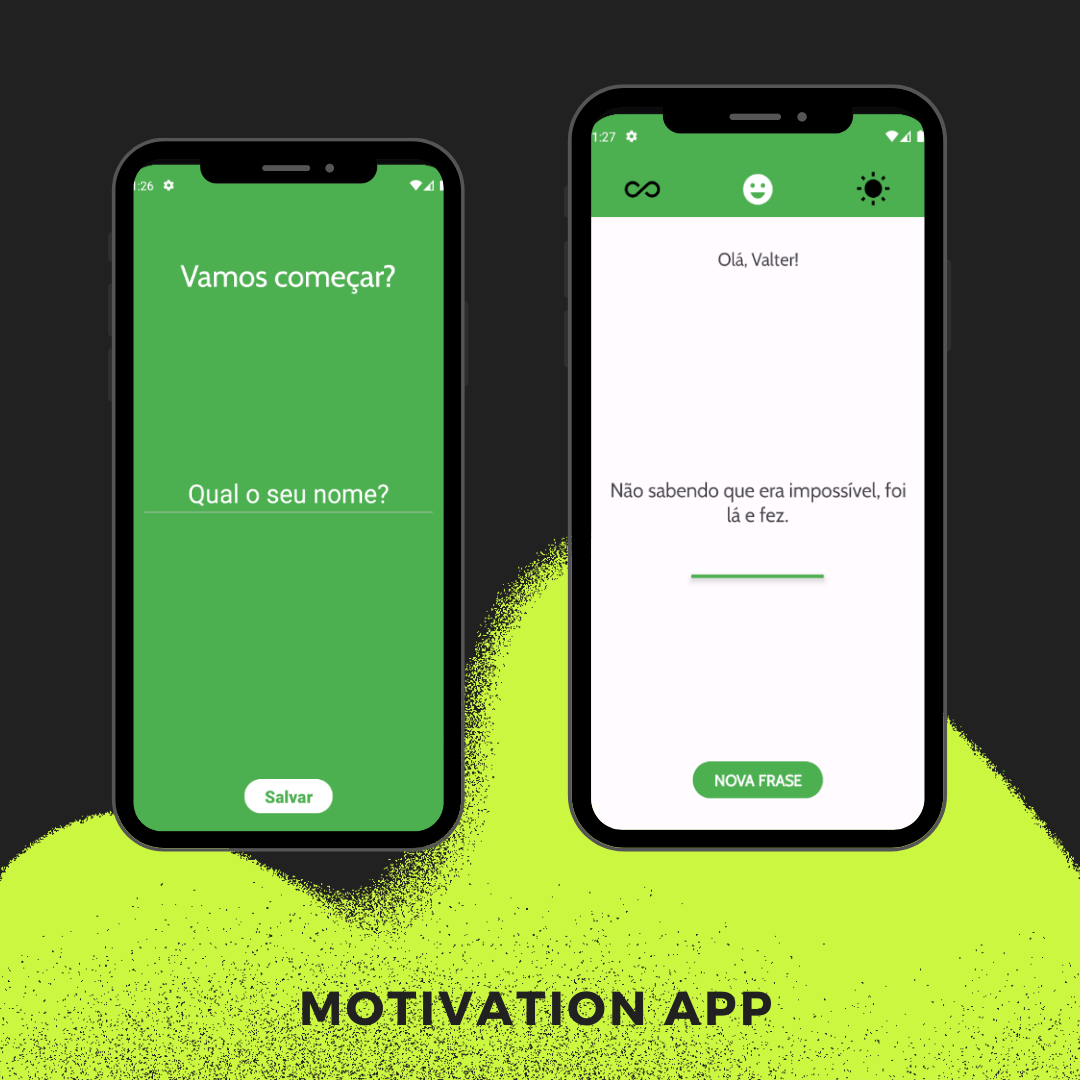 1:26
Vamos começar?
Qual o seu nome?
Salvar
1:27
Olá, Valter!
Não sabendo que era impossível, foi
lá e fez.
NOVA FRASE
MOTIVATION APP